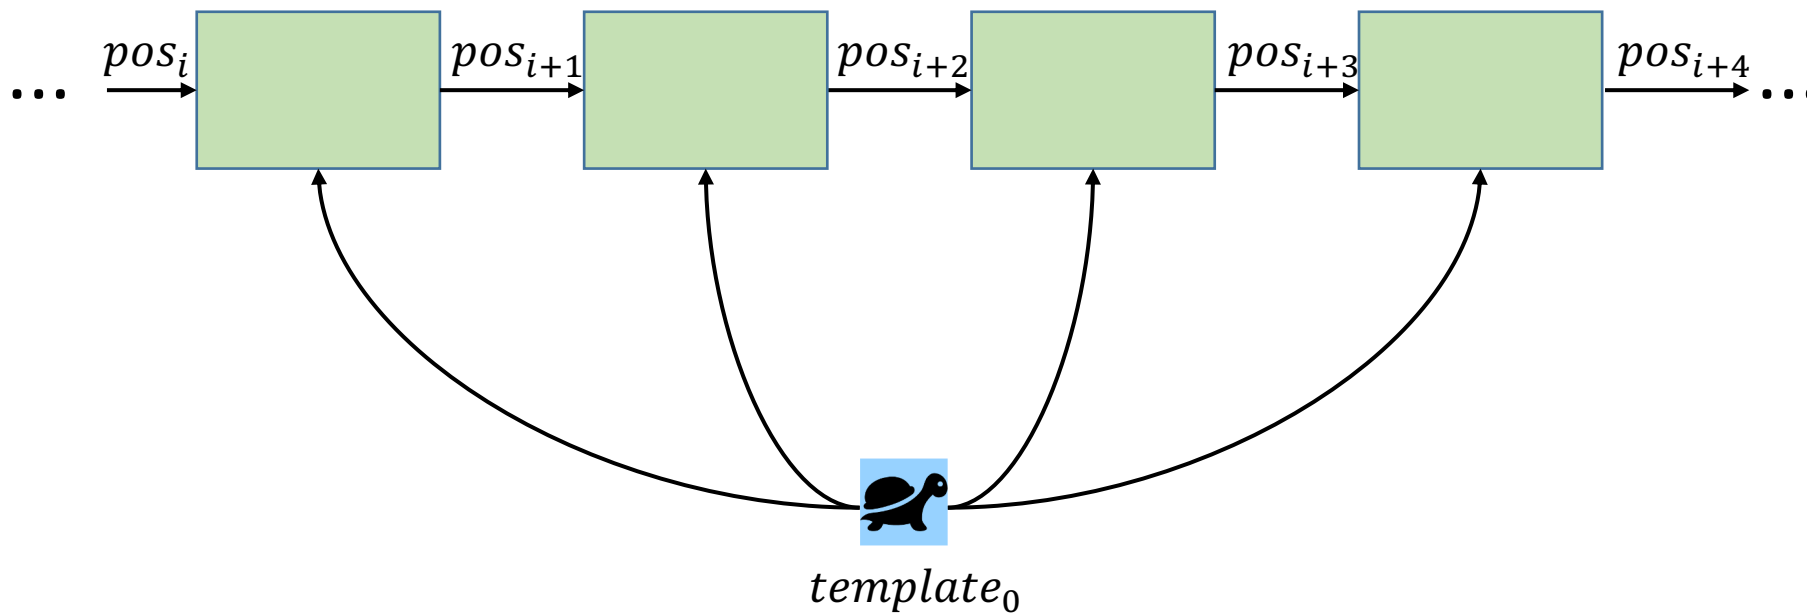 ... pos_i pos_{i+1} pos_{i+2} pos_{i+3} pos_{i+4} ...
template_0